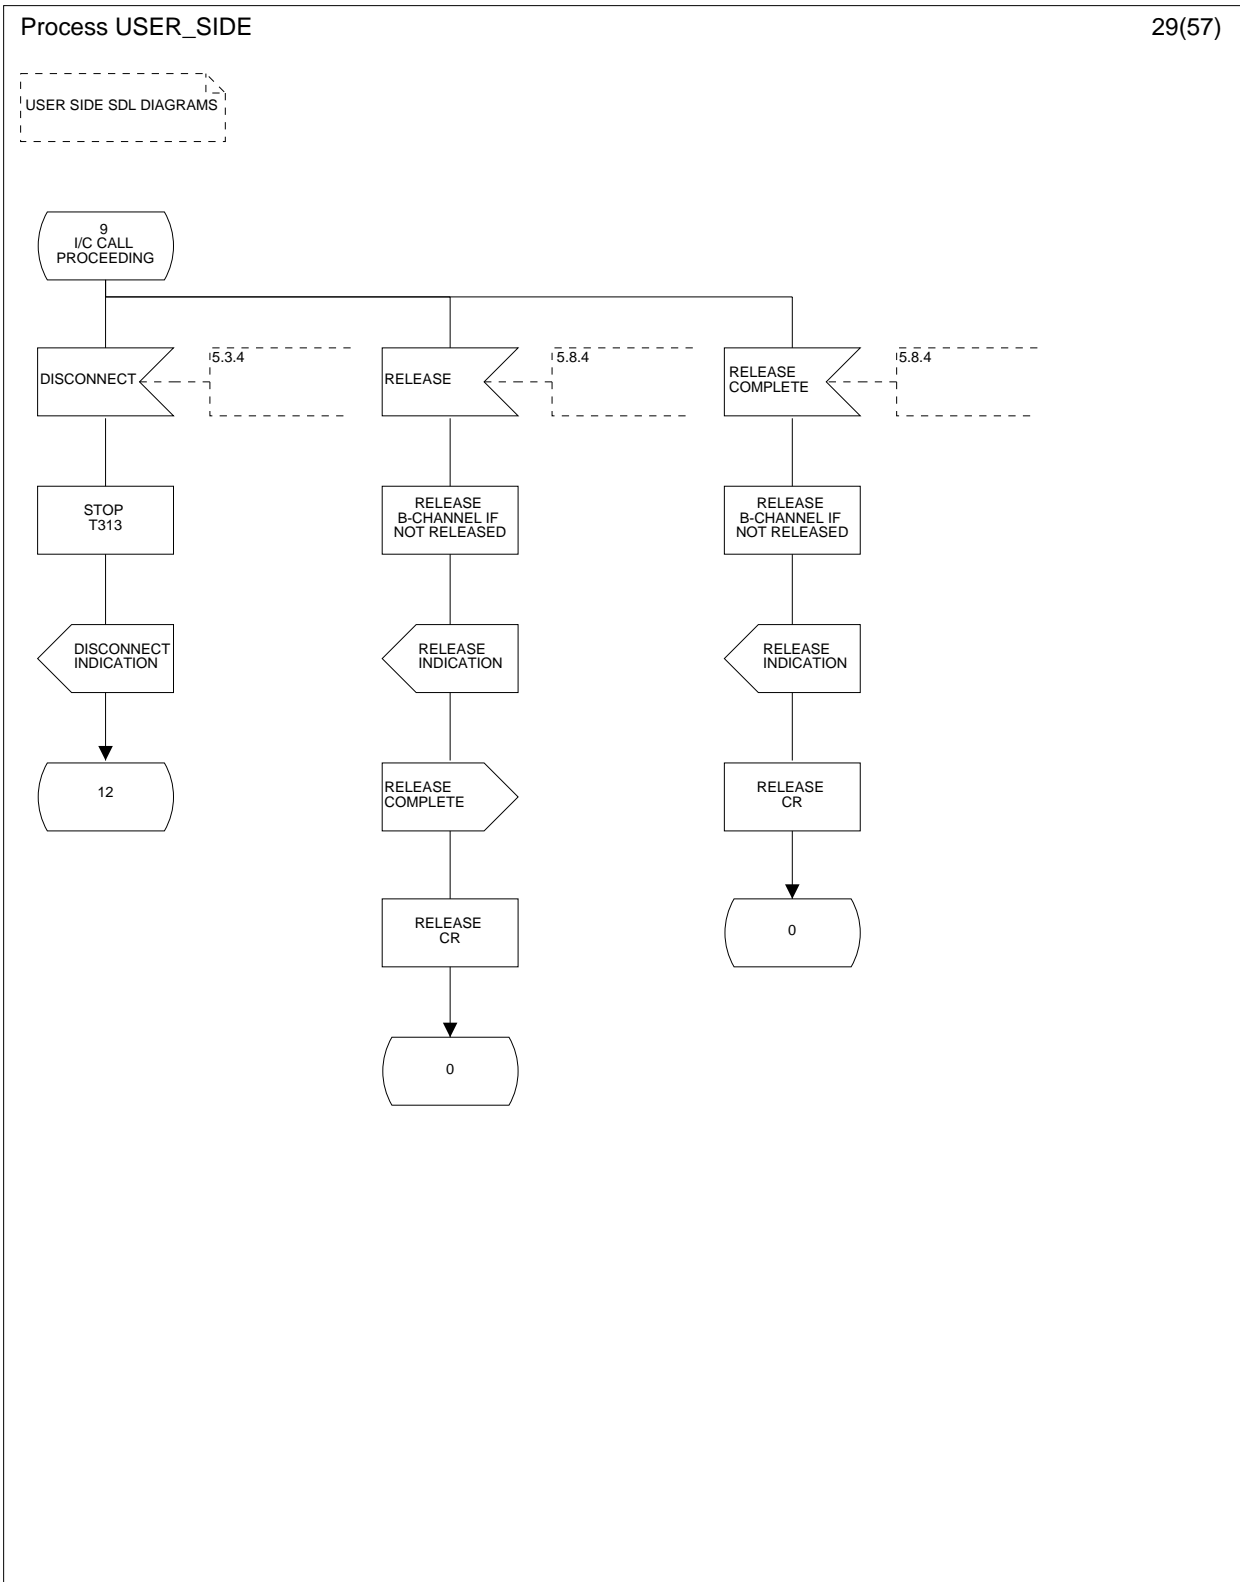 Process USER_SIDE
29(57)
USER SIDE SDL DIAGRAMS
9
I/C CALL
PROCEEDING
DISCONNECT
5.3.4
RELEASE
5.8.4
RELEASE
COMPLETE
5.8.4
STOP
T313
RELEASE
B-CHANNEL IF
NOT RELEASED
RELEASE
B-CHANNEL IF
NOT RELEASED
DISCONNECT
INDICATION
RELEASE
INDICATION
RELEASE
INDICATION
12
RELEASE
COMPLETE
RELEASE
CR
RELEASE
CR
0
0